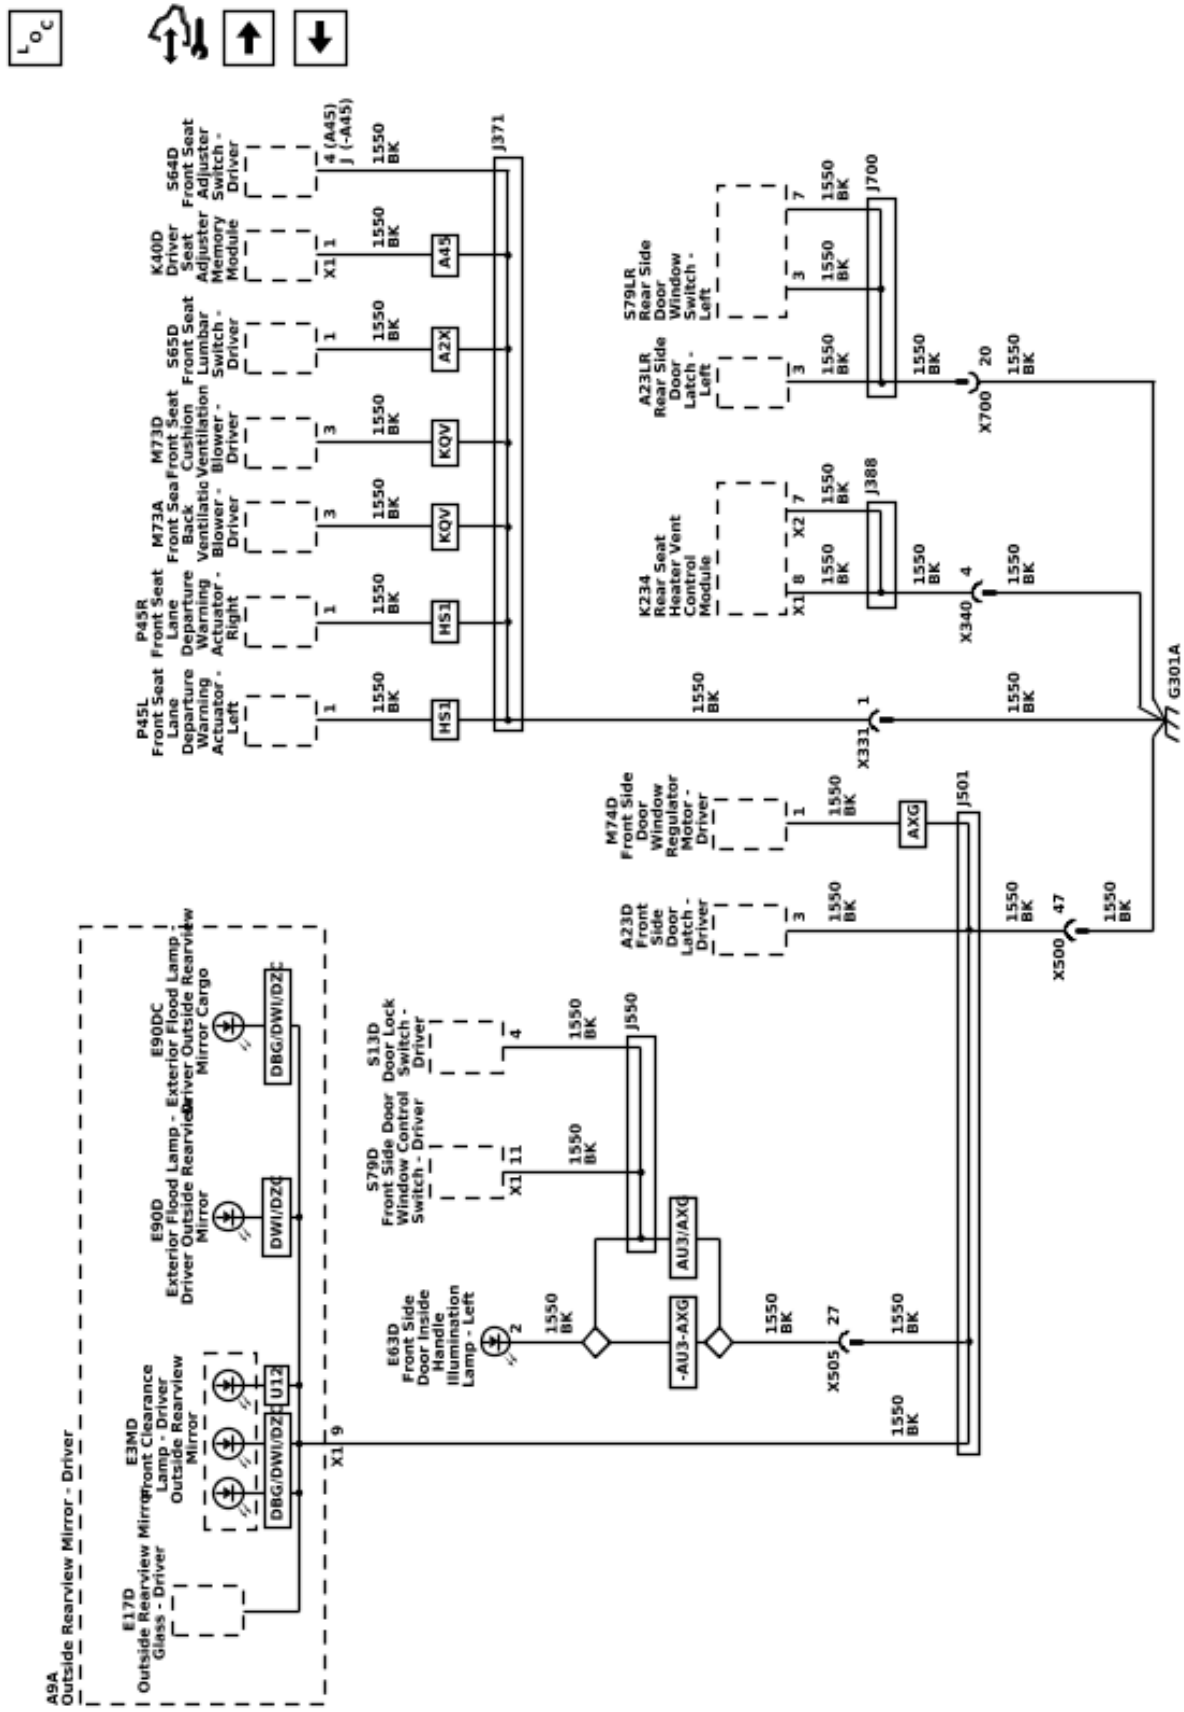 LOC
A9A
Outside Rearview Mirror - Driver
E17D
Outside Rearview Mirror
Glass - Driver
E3MD
Front Clearance
Lamp - Driver
Outside Rearview
Mirror
E90D
Exterior Flood Lamp -
Driver Outside Rearview
Mirror
E90DC
Exterior Flood Lamp -
Driver Outside Rearview
Mirror Cargo
DBG/DWI/DZC
U12
DWI/DZC
DBG/DWI/DZC
X1 9
P45L
Front Seat
Lane
Departure
Warning
Actuator -
Left
1
1550
BK
HS1
P45R
Front Seat
Lane
Departure
Warning
Actuator -
Right
1
1550
BK
HS1
M73A
Front Sea
Back
Ventilatio
Blower -
Driver
3
1550
BK
KQV
M73D
Front Seat
Cushion
Ventilation
Blower -
Driver
3
1550
BK
KQV
S65D
Front Seat
Lumbar
Switch -
Driver
1
1550
BK
A2X
K40D
Driver
Seat
Adjuster
Memory
Module
X1 1
1550
BK
A45
S64D
Front Seat
Adjuster
Switch -
Driver
4 (A45)
J (-A45)
1550
BK
J371
E63D
Front Side
Door Inside
Handle
Illumination
Lamp - Left
2
1550
BK
S79D
Front Side Door
Window Control
Switch - Driver
X1 11
1550
BK
S13D
Door Lock
Switch -
Driver
4
1550
BK
J550
-AU3-AXG
AU3/AXG
1550
BK
X505 27
1550
BK
1550
BK
A23D
Front
Side
Door
Latch -
Driver
3
1550
BK
M74D
Front Side
Door
Window
Regulator
Motor -
Driver
1
1550
BK
AXG
J501
1550
BK
X500 47
1550
BK
1550
BK
X331 1
1550
BK
K234
Rear Seat
Heater Vent
Control
Module
X1 8
1550
BK
X2 7
1550
BK
J388
1550
BK
X340 4
1550
BK
A23LR
Rear Side
Door
Latch -
Left
3
1550
BK
S79LR
Rear Side
Door
Window
Switch -
Left
3
1550
BK
7
1550
BK
J700
1550
BK
X700 20
1550
BK
G301A